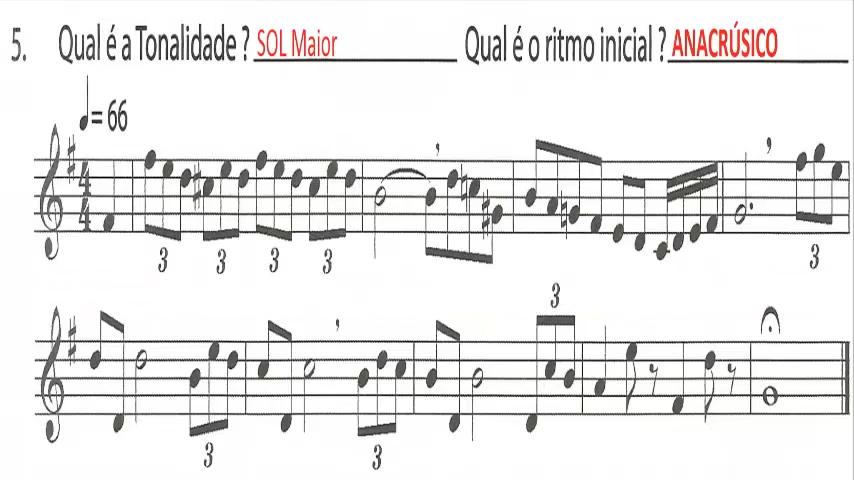 5. Qual é a Tonalidade ? SOL Maior Qual é o ritmo inicial ? ANACRÚSICO
= 66
4
4
3 3 3 3 3
3
3 3